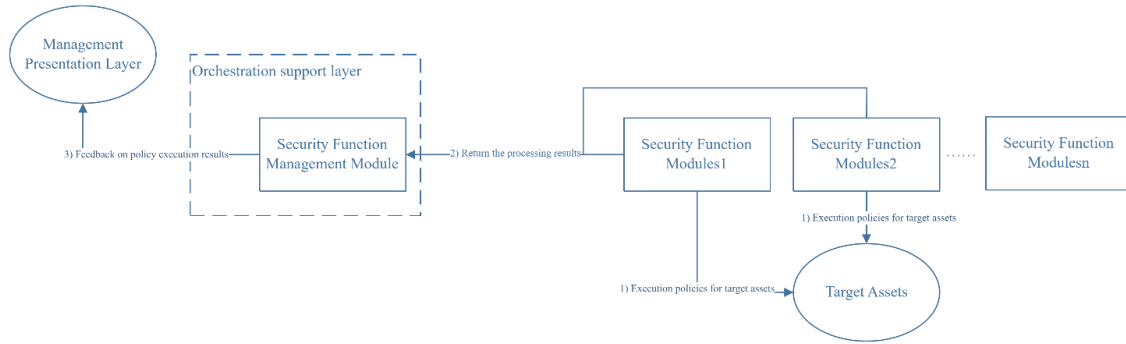 Management
Presentation Layer
Orchestration support layer
3) Feedback on policy execution results
Security Function
Management Module
2) Return the processing results
Security Function
Modules1
Security Function
Modules2
......
Security Function
Modulesn
1) Execution policies for target assets
1) Execution policies for target assets
Target Assets